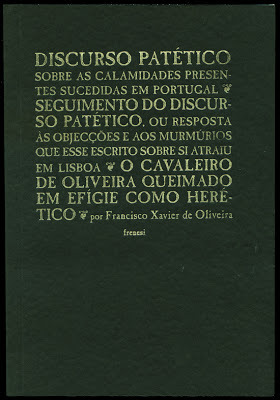 DISCURSO PATÉTICO
SOBRE AS CALAMIDADES PRESEN-
TES SUCEDIDAS EM PORTUGAL ❦
SEGUIMENTO DO DISCUR-
SO PATÉTICO, OU RESPOSTA
ÀS OBJECÇÕES E AOS MURMÚRIOS
QUE ESSE ESCRITO SOBRE SI ATRAIU
EM LISBOA ❦ O CAVALEIRO
DE OLIVEIRA QUEIMADO
EM EFÍGIE COMO HERÉ-
TICO ❦ por Francisco Xavier de Oliveira
frenesi